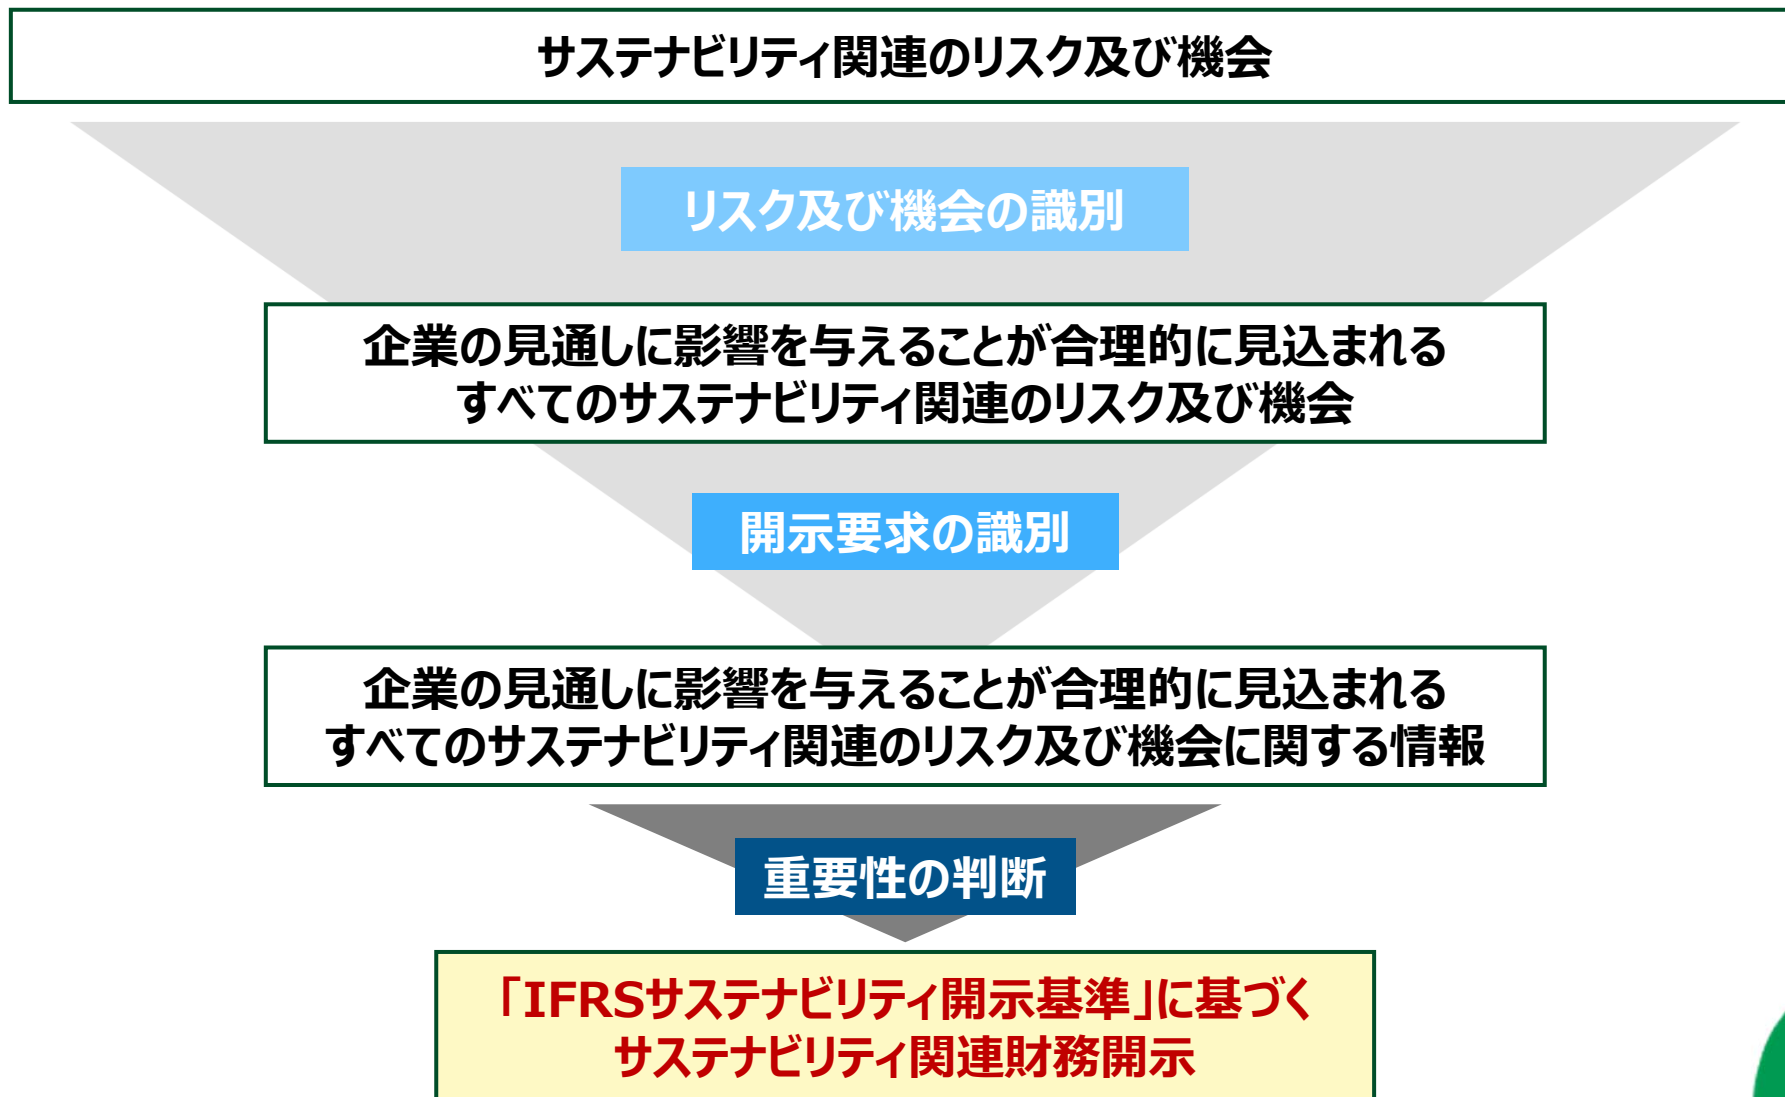 サステナビリティ関連のリスク及び機会
リスク及び機会の識別
企業の見通しに影響を与えることが合理的に見込まれる
すべてのサステナビリティ関連のリスク及び機会
開示要求の識別
企業の見通しに影響を与えることが合理的に見込まれる
すべてのサステナビリティ関連のリスク及び機会に関する情報
重要性の判断
「IFRSサステナビリティ開示基準」に基づく
サステナビリティ関連財務開示